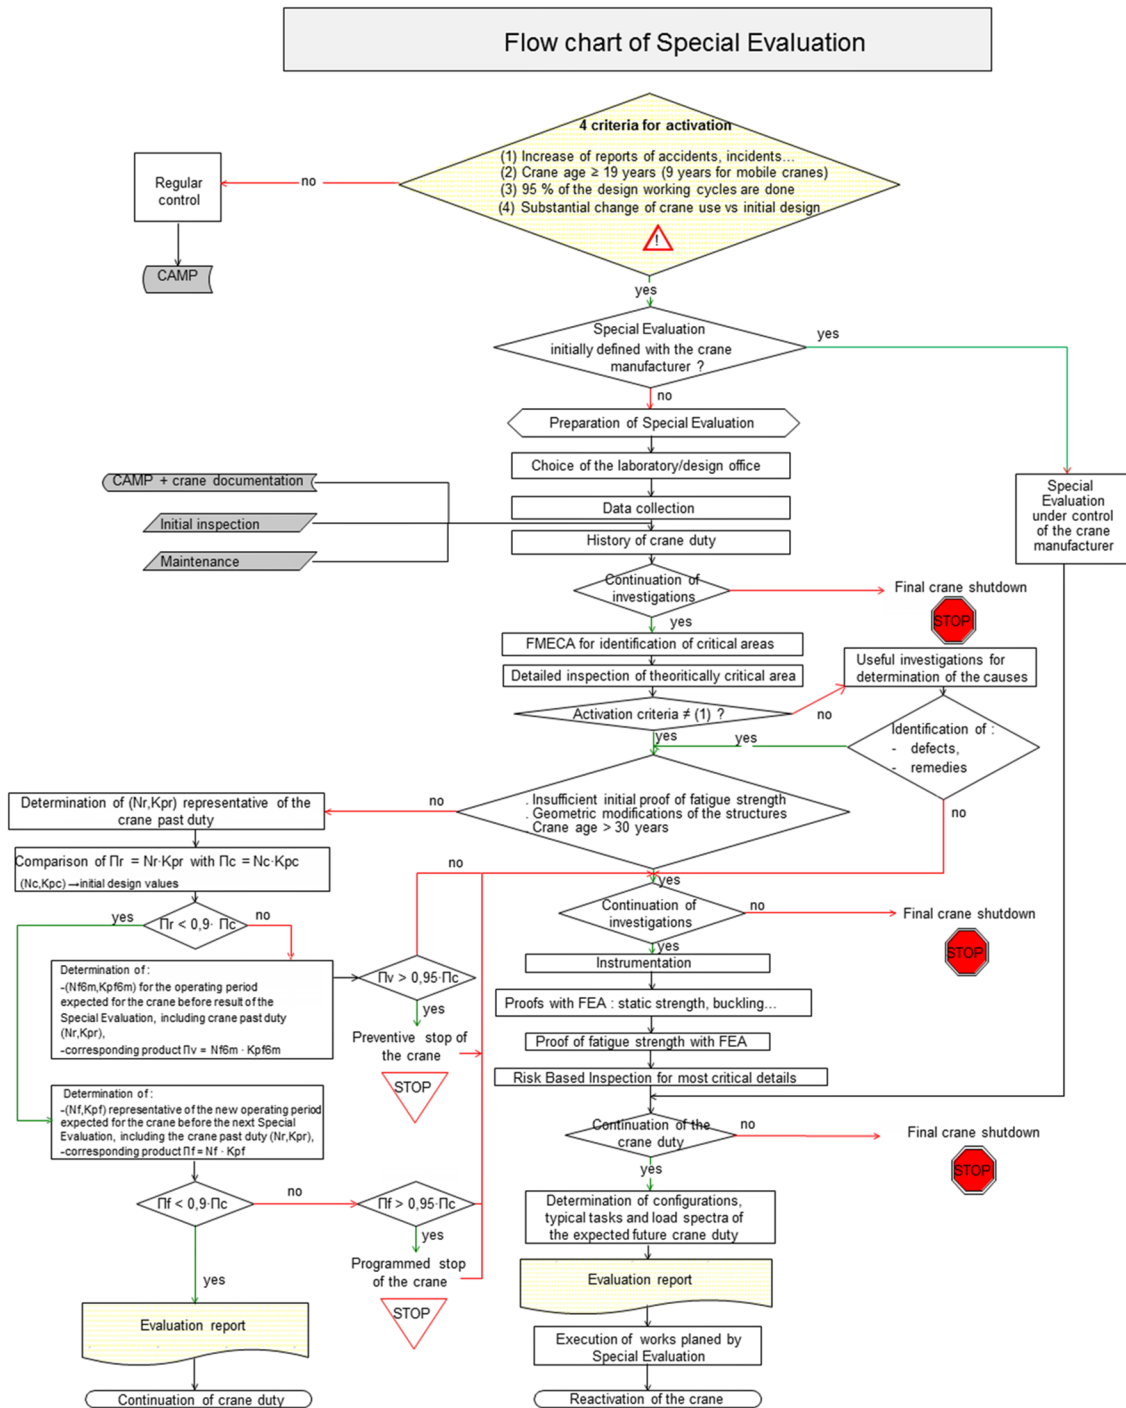 Flow chart of Special Evaluation
4 criteria for activation
(1) Increase of reports of accidents, incidents...
(2) Crane age ≥ 19 years (9 years for mobile cranes)
(3) 95 % of the design working cycles are done
(4) Substantial change of crane use vs initial design
!
no
Regular
control
CAMP
yes
Special Evaluation
initially defined with the crane
manufacturer ?
yes
no
Preparation of Special Evaluation
Choice of the laboratory/design office
CAMP + crane documentation
Data collection
Initial inspection
History of crane duty
Maintenance
Special
Evaluation
under control
of the crane
manufacturer
Continuation of
investigations
Final crane shutdown
STOP
yes
FMECA for identification of critical areas
Detailed inspection of theoritically critical area
Useful investigations for
determination of the causes
Activation criteria ≠ (1) ?
no
yes
yes
Identification of :
- defects,
- remedies
no
. Insufficient initial proof of fatigue strength
. Geometric modifications of the structures
. Crane age > 30 years
no
Determination of (Nr,Kpr) representative of the
crane past duty
Comparison of Πr = Nr·Kpr with Πc = Nc·Kpc
(Nc,Kpc) →initial design values
no
yes
yes
Πr < 0,9· Πc
no
Continuation of
investigations
no
Final crane shutdown
STOP
yes
Determination of :
-(Nf6m,Kpf6m) for the operating period
expected for the crane before result of the
Special Evaluation, including crane past duty
(Nr,Kpr),
-corresponding product Πv = Nf6m · Kpf6m
Πv > 0,95·Πc
yes
Preventive stop of
the crane
STOP
Instrumentation
Proofs with FEA : static strength, buckling...
Proof of fatigue strength with FEA
Risk Based Inspection for most critical details
Determination of :
-(Nf,Kpf) representative of the new operating period
expected for the crane before the next Special
Evaluation, including the crane past duty (Nr,Kpr),
-corresponding product Πf = Nf · Kpf
Continuation of the
crane duty
no
Final crane shutdown
STOP
yes
Πf < 0,9·Πc
no
Πf > 0,95·Πc
yes
Programmed stop
of the crane
STOP
yes
Determination of configurations,
typical tasks and load spectra of
the expected future crane duty
Evaluation report
Evaluation report
Execution of works planed by
Special Evaluation
Continuation of crane duty
Reactivation of the crane